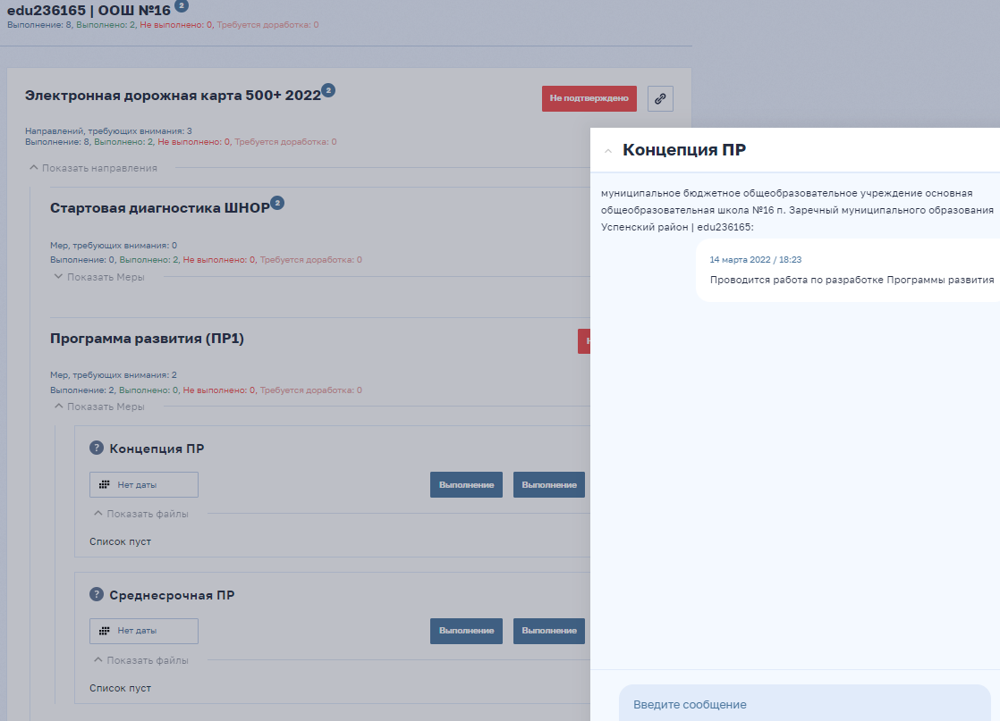 edu236165 | ООШ №16 2
Выполнение: 8, Выполнено: 2, Не выполнено: 0, Требуется доработка: 0
Электронная дорожная карта 500+ 2022 2
Не подтверждено
Направлений, требующих внимания: 3
Выполнение: 8, Выполнено: 2, Не выполнено: 0, Требуется доработка: 0
Показать направления
Стартовая диагностика ШНОР 2
Мер, требующих внимания: 0
Выполнение: 0, Выполнено: 2, Не выполнено: 0, Требуется доработка: 0
Показать Меры
Программа развития (ПР1)
Мер, требующих внимания: 2
Выполнение: 2, Выполнено: 0, Не выполнено: 0, Требуется доработка: 0
Показать Меры
? Концепция ПР
Нет даты
Выполнение
Выполнение
Показать файлы
Список пуст
? Среднесрочная ПР
Нет даты
Выполнение
Выполнение
Показать файлы
Список пуст
Концепция ПР
муниципальное бюджетное общеобразовательное учреждение основная
общеобразовательная школа №16 п. Заречный муниципального образования
Успенский район | edu236165:
14 марта 2022 / 18:23
Проводится работа по разработке Программы развития
Введите сообщение